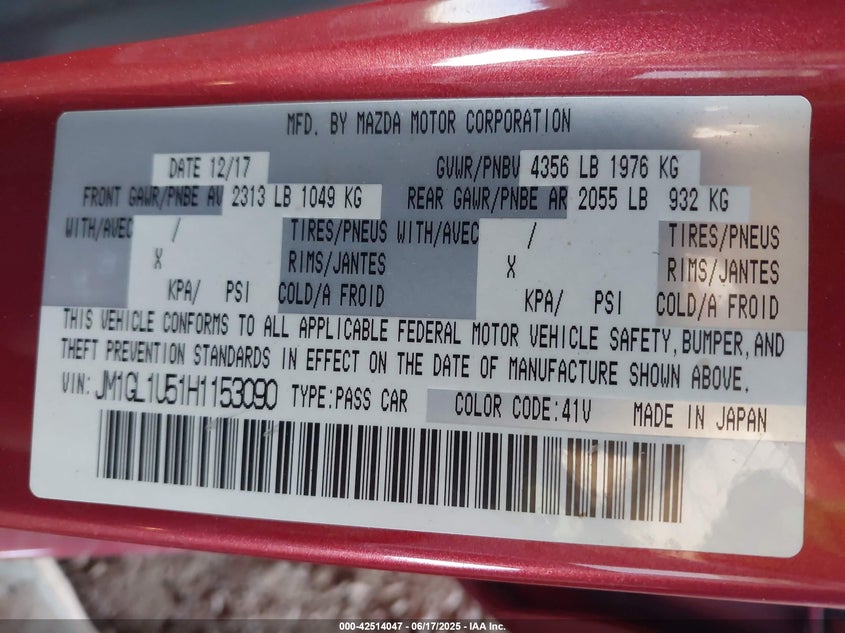 MFD. BY MAZDA MOTOR CORPORATION
DATE 12/17 GVWR/PNBV 4356 LB 1976 KG
FRONT GAWR/PNBE AV 2313 LB 1049 KG REAR GAWR/PNBE AR 2055 LB 932 KG
WITH/AVEC / TIRES/PNEUS WITH/AVEC / TIRES/PNEUS
X RIMS/JANTES X RIMS/JANTES
KPA/ PSI COLD/A FROID KPA/ PSI COLD/A FROID
THIS VEHICLE CONFORMS TO ALL APPLICABLE FEDERAL MOTOR VEHICLE SAFETY, BUMPER, AND
THEFT PREVENTION STANDARDS IN EFFECT ON THE DATE OF MANUFACTURE SHOWN ABOVE.
VIN: JM1GL1U51H1153090 TYPE:PASS CAR COLOR CODE:41V MADE IN JAPAN
000-42514047 - 06/17/2025 - IAA Inc.